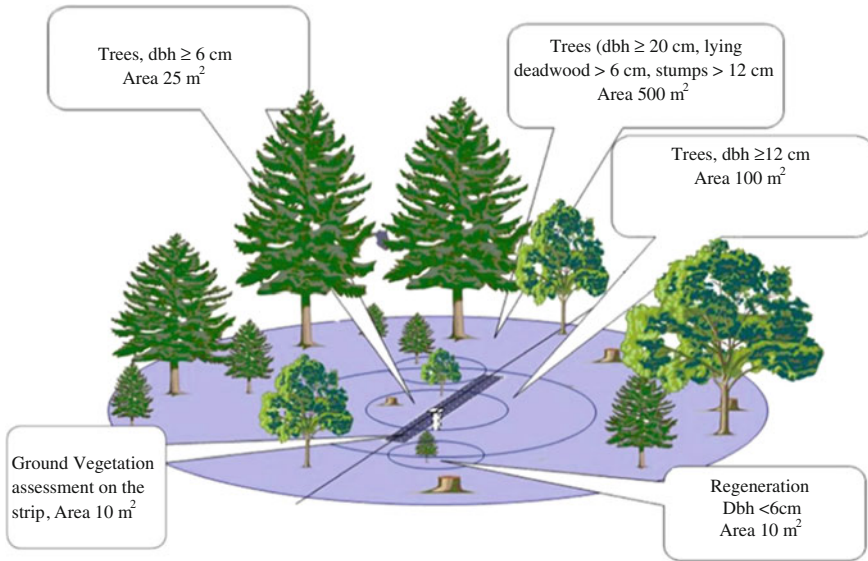 Trees, dbh ≥ 6 cm
Area 25 m²
Trees (dbh ≥ 20 cm, lying
deadwood > 6 cm, stumps > 12 cm
Area 500 m²
Trees, dbh ≥12 cm
Area 100 m²
Ground Vegetation
assessment on the
strip, Area 10 m²
Regeneration
Dbh <6cm
Area 10 m²